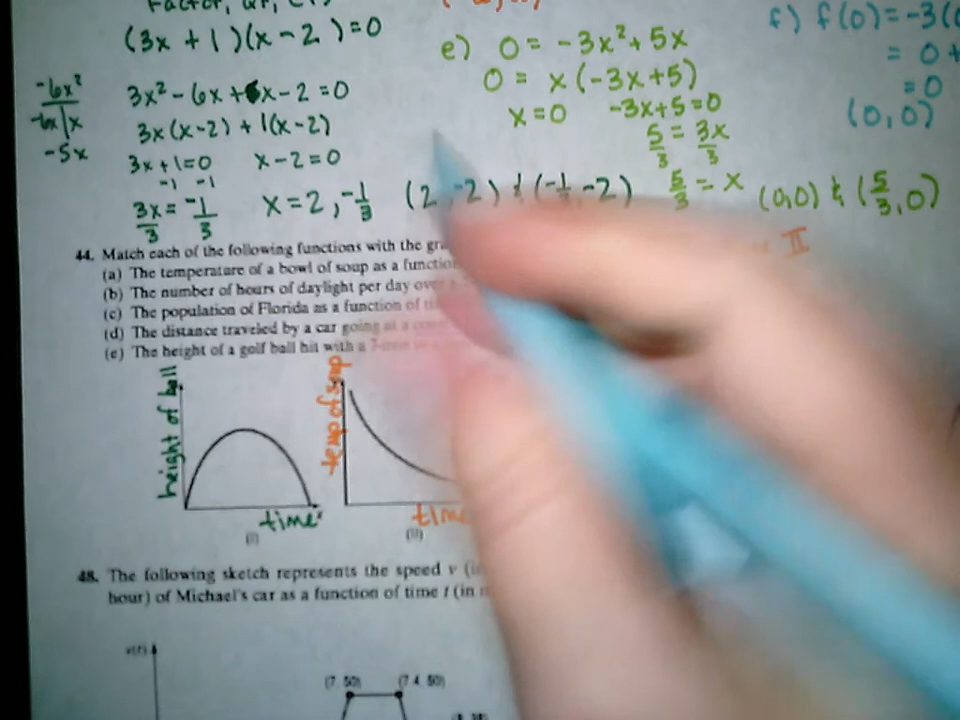 Factor, QF,
(3x + 1)(x - 2) = 0
-6x²
-6x | x
-5x
3x² - 6x + x - 2 = 0
3x(x-2) + 1(x-2)
3x + 1 = 0 x - 2 = 0
-1 -1
3x/3 = -1/3 x = 2, -1/3 (2, -2) & (-1/3, -2)
e) 0 = -3x² + 5x
0 = x(-3x+5)
x = 0 -3x+5 = 0
5/3 = 3x/3
5/3 = x (0,0) & (5/3, 0)
f) f(0) = -3(
= 0 +
= 0
(0,0)
II
44. Match each of the following functions with the
(a) The temperature of a bowl of soup as a
(b) The number of hours of daylight per day
(c) The population of Florida as a function of
(d) The distance traveled by a car going at a
(e) The height of a golf ball hit with a
height of ball
time
(I)
temp of soup
time
(II)
48. The following sketch represents the speed v
hour) of Michael's car as a function of time t (in
v(t)
(7, 50) (7.4, 50)